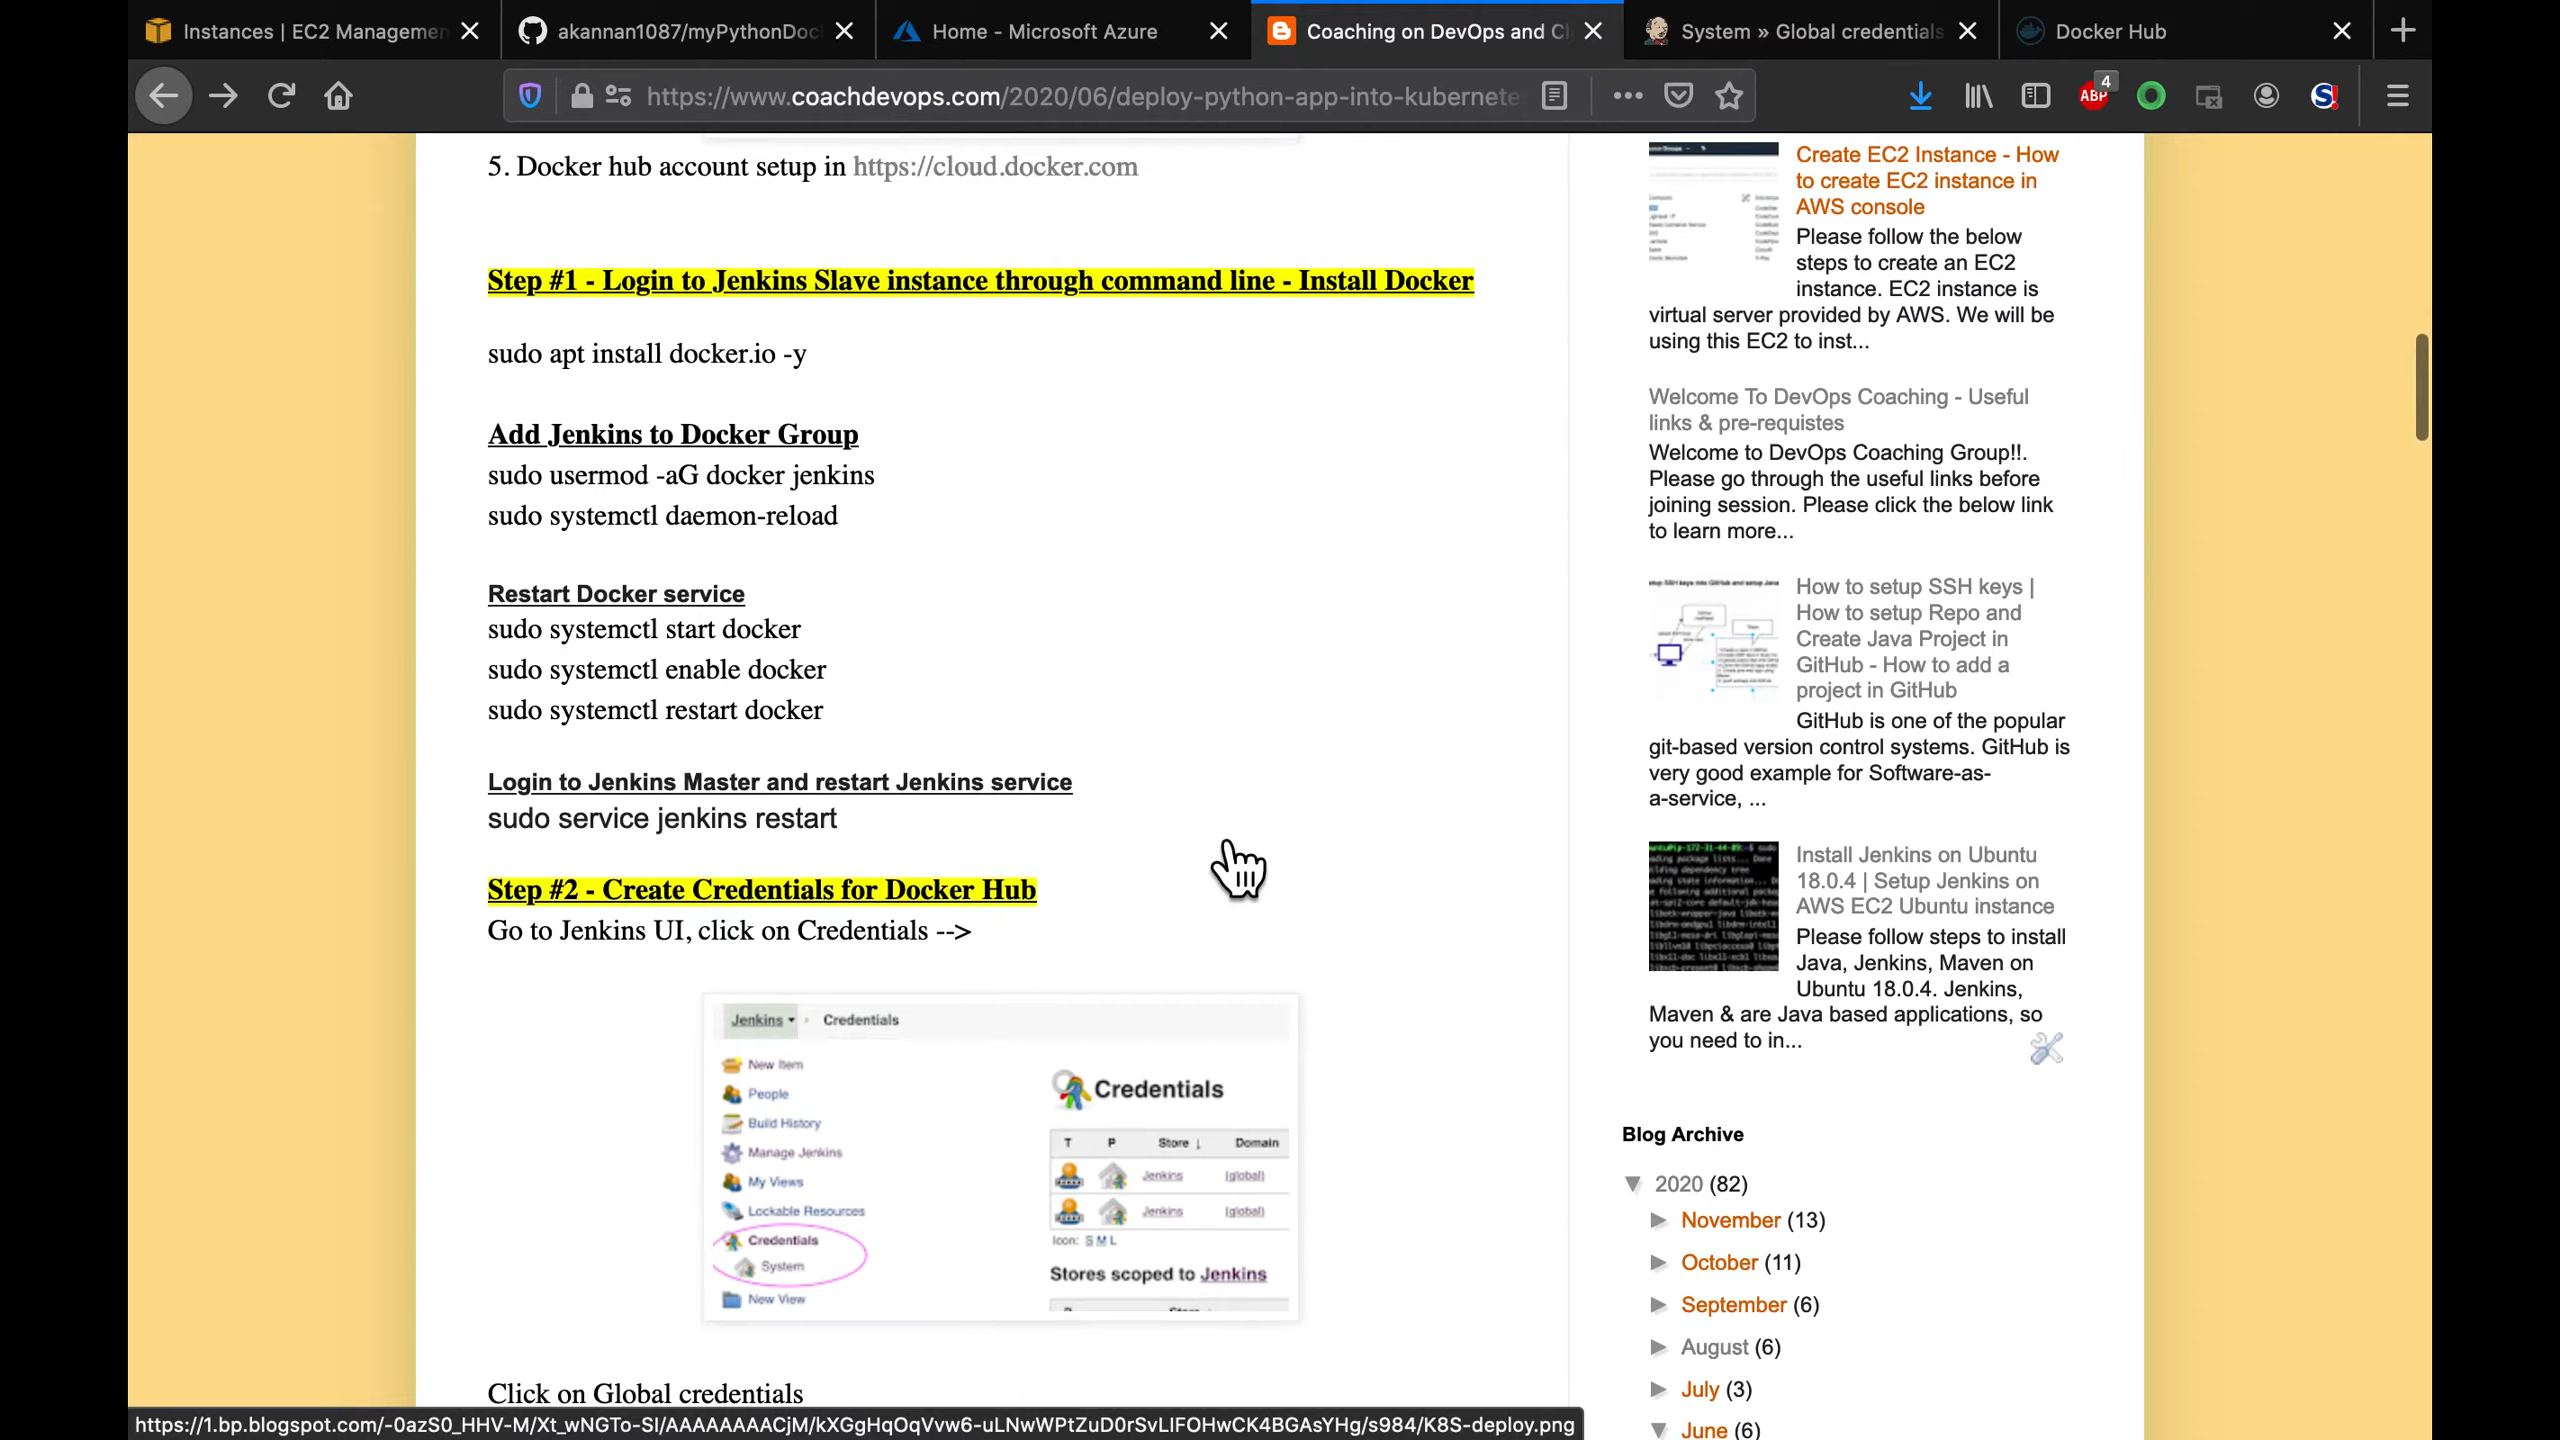 Instances | EC2 Managemen
akannan1087/myPythonDoc
Home - Microsoft Azure
Coaching on DevOps and Cl
System » Global credentials
Docker Hub
https://www.coachdevops.com/2020/06/deploy-python-app-into-kubernete
ABP
4
5. Docker hub account setup in https://cloud.docker.com
Step #1 - Login to Jenkins Slave instance through command line - Install Docker
sudo apt install docker.io -y
Add Jenkins to Docker Group
sudo usermod -aG docker jenkins
sudo systemctl daemon-reload
Restart Docker service
sudo systemctl start docker
sudo systemctl enable docker
sudo systemctl restart docker
Login to Jenkins Master and restart Jenkins service
sudo service jenkins restart
Step #2 - Create Credentials for Docker Hub
Go to Jenkins UI, click on Credentials -->
Jenkins
Credentials
New Item
People
Build History
Manage Jenkins
My Views
Lockable Resources
Credentials
System
New View
Credentials
T P Store ↓ Domain
Jenkins (global)
Jenkins (global)
Icon: S M L
Stores scoped to Jenkins
Click on Global credentials
Create EC2 Instance - How
to create EC2 instance in
AWS console
Please follow the below
steps to create an EC2
instance. EC2 instance is
virtual server provided by AWS. We will be
using this EC2 to inst...
Welcome To DevOps Coaching - Useful
links & pre-requistes
Welcome to DevOps Coaching Group!!.
Please go through the useful links before
joining session. Please click the below link
to learn more...
How to setup SSH keys |
How to setup Repo and
Create Java Project in
GitHub - How to add a
project in GitHub
GitHub is one of the popular
git-based version control systems. GitHub is
very good example for Software-as-
a-service, ...
Install Jenkins on Ubuntu
18.0.4 | Setup Jenkins on
AWS EC2 Ubuntu instance
Please follow steps to install
Java, Jenkins, Maven on
Ubuntu 18.0.4. Jenkins,
Maven & are Java based applications, so
you need to in...
Blog Archive
▼ 2020 (82)
► November (13)
► October (11)
► September (6)
► August (6)
► July (3)
▼ June (6)
https://1.bp.blogspot.com/-0azS0_HHV-M/Xt_wNGTo-SI/AAAAAAAACjM/kXGgHqOqVvw6-uLNwWPtZuD0rSvLIFOHwCK4BGAsYHg/s984/K8S-deploy.png